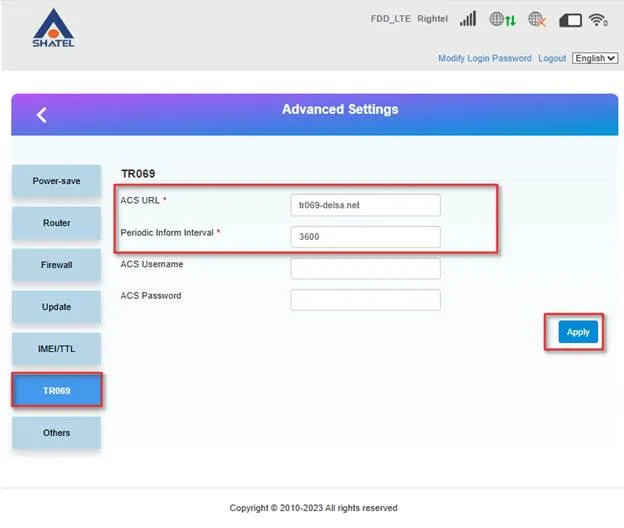 SHATEL
FDD_LTE Rightel
Modify Login Password Logout English
Advanced Settings
Power-save
Router
Firewall
Update
IMEI/TTL
TR069
Others
TR069
ACS URL *
tr069-delsa.net
Periodic Inform Interval *
3600
ACS Username
ACS Password
Apply
Copyright © 2010-2023 All rights reserved